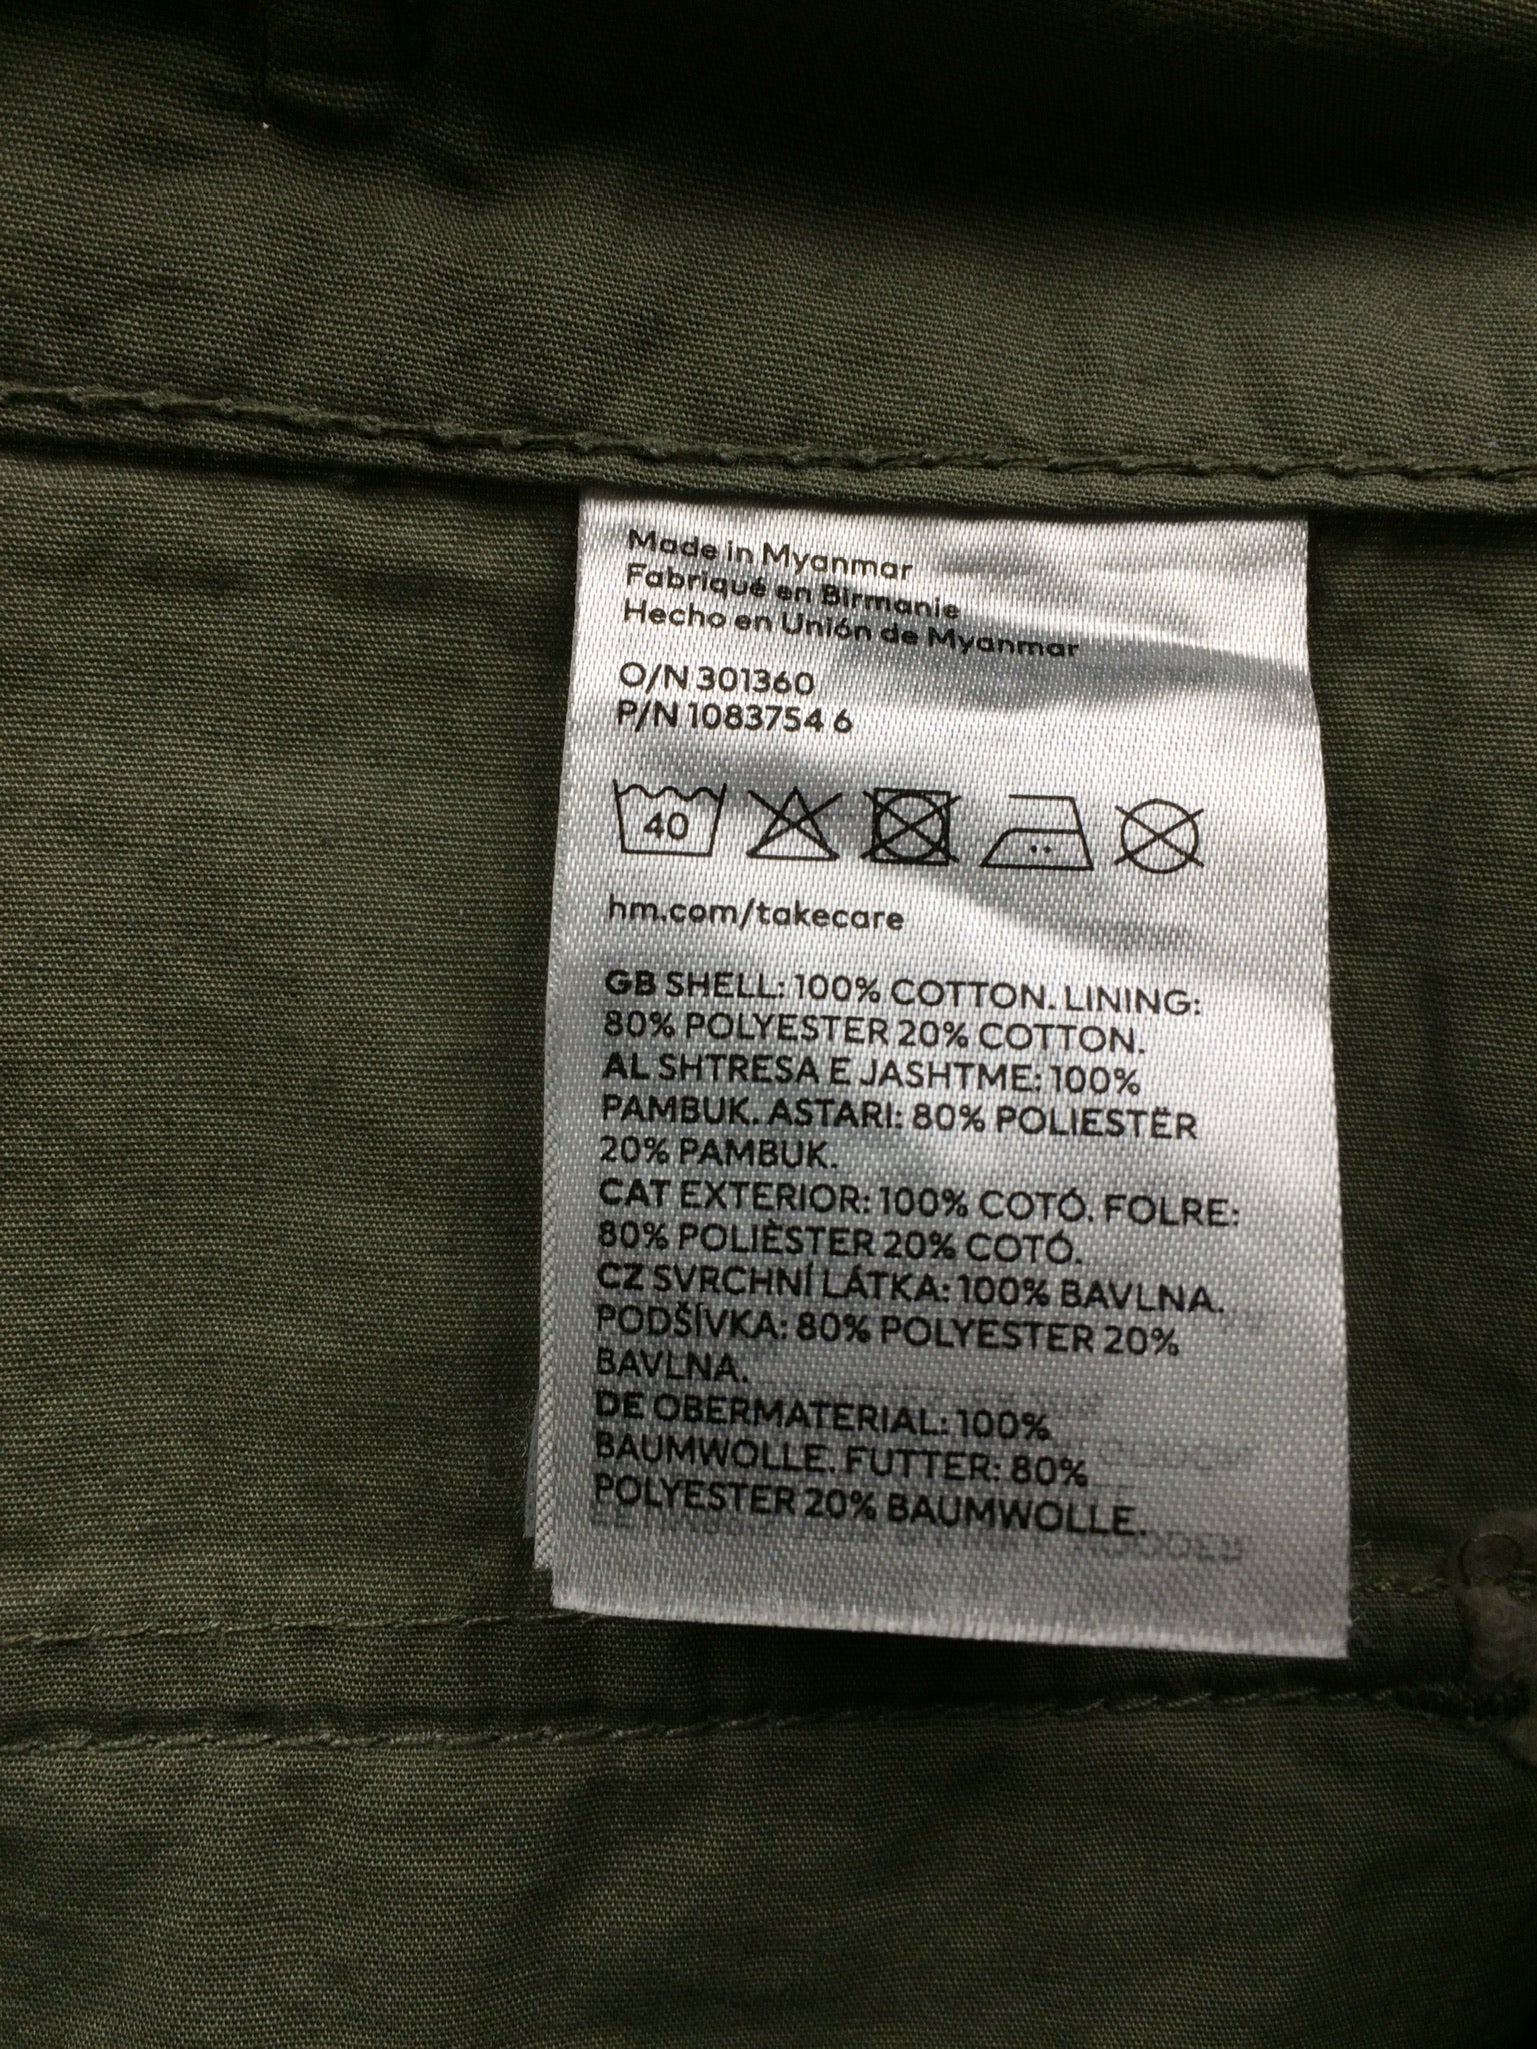 Made in Myanmar
Fabriqué en Birmanie
Hecho en Unión de Myanmar
O/N 301360
P/N 1083754 6
40
hm.com/takecare
GB SHELL: 100% COTTON. LINING:
80% POLYESTER 20% COTTON.
AL SHTRESA E JASHTME: 100%
PAMBUK. ASTARI: 80% POLIESTËR
20% PAMBUK.
CAT EXTERIOR: 100% COTÓ. FOLRE:
80% POLIÈSTER 20% COTÓ.
CZ SVRCHNÍ LÁTKA: 100% BAVLNA.
PODŠÍVKA: 80% POLYESTER 20%
BAVLNA.
DE OBERMATERIAL: 100%
BAUMWOLLE. FUTTER: 80%
POLYESTER 20% BAUMWOLLE.